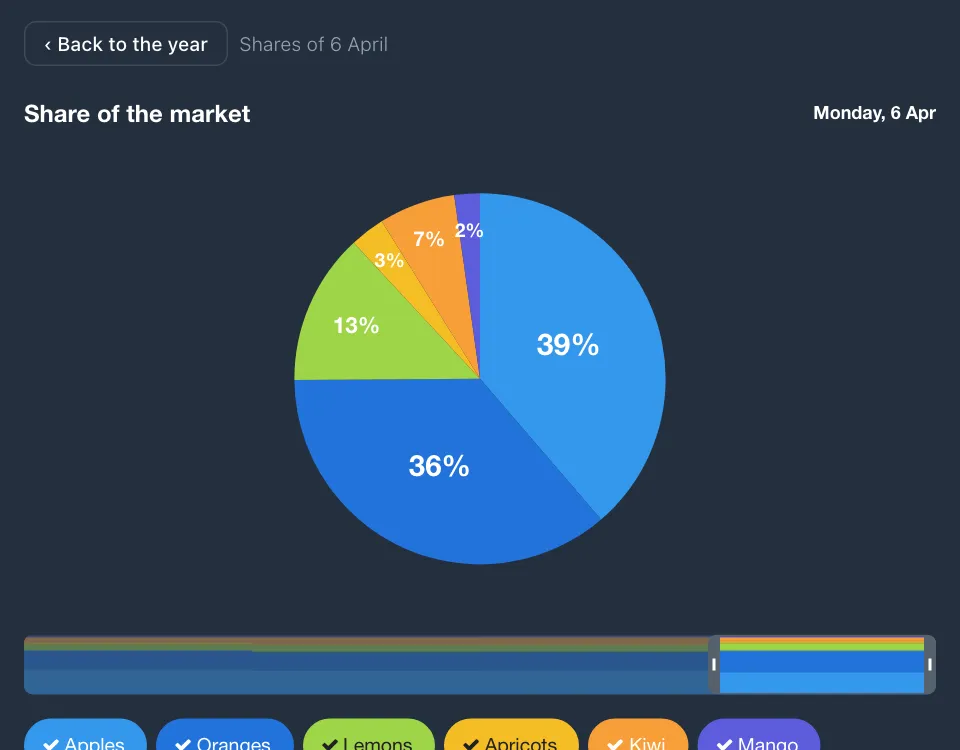 ‹ Back to the year Shares of 6 April
Share of the market Monday, 6 Apr
2%
7%
3%
13%
39%
36%
Apples Oranges Lemons Apricots Kiwi Mango